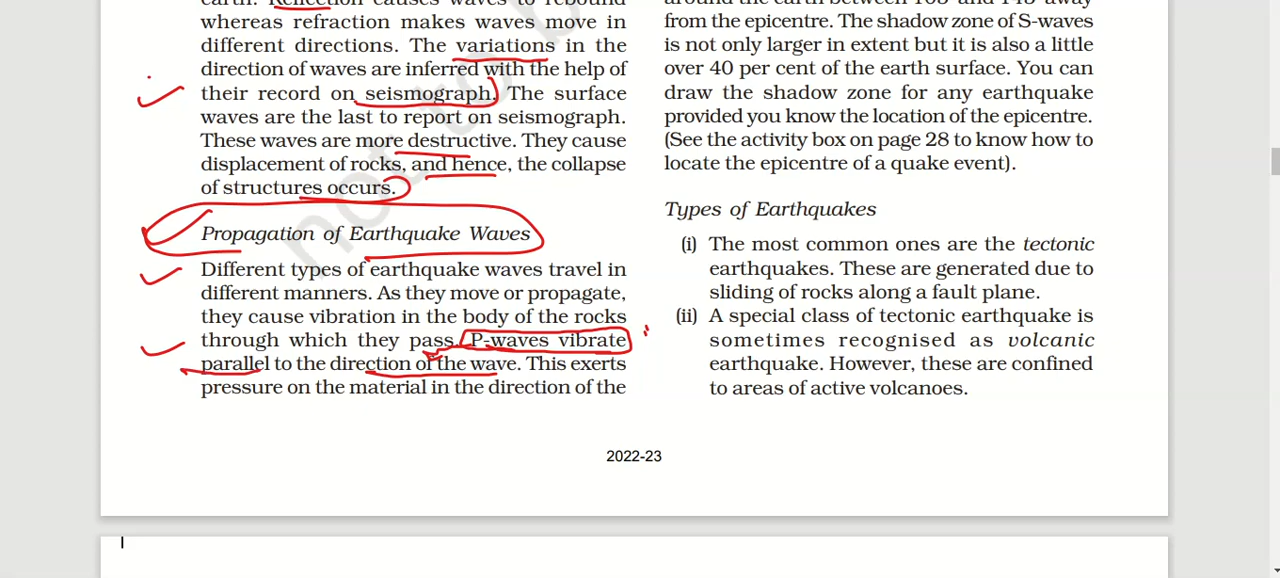 whereas refraction makes waves move in
different directions. The variations in the
direction of waves are inferred with the help of
their record on seismograph. The surface
waves are the last to report on seismograph.
These waves are more destructive. They cause
displacement of rocks, and hence, the collapse
of structures occurs.
Propagation of Earthquake Waves
Different types of earthquake waves travel in
different manners. As they move or propagate,
they cause vibration in the body of the rocks
through which they pass. P-waves vibrate
parallel to the direction of the wave. This exerts
pressure on the material in the direction of the
from the epicentre. The shadow zone of S-waves
is not only larger in extent but it is also a little
over 40 per cent of the earth surface. You can
draw the shadow zone for any earthquake
provided you know the location of the epicentre.
(See the activity box on page 28 to know how to
locate the epicentre of a quake event).
Types of Earthquakes
(i) The most common ones are the tectonic
earthquakes. These are generated due to
sliding of rocks along a fault plane.
(ii) A special class of tectonic earthquake is
sometimes recognised as volcanic
earthquake. However, these are confined
to areas of active volcanoes.
2022-23
not to b